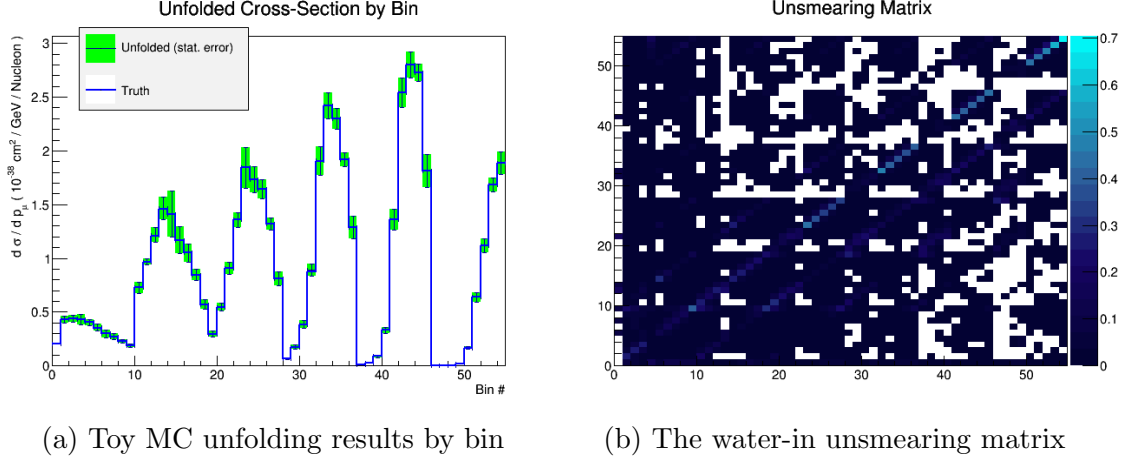 Unfolded Cross-Section by Bin
d σ / d pμ ( 10⁻³⁸ cm² / GeV / Nucleon )
3
2.5
2
1.5
1
0.5
0
Unfolded (stat. error)
Truth
0 10 20 30 40 50
Bin #
Unsmearing Matrix
50
40
30
20
10
0
0 10 20 30 40 50
0.7
0.6
0.5
0.4
0.3
0.2
0.1
0
(a) Toy MC unfolding results by bin
(b) The water-in unsmearing matrix